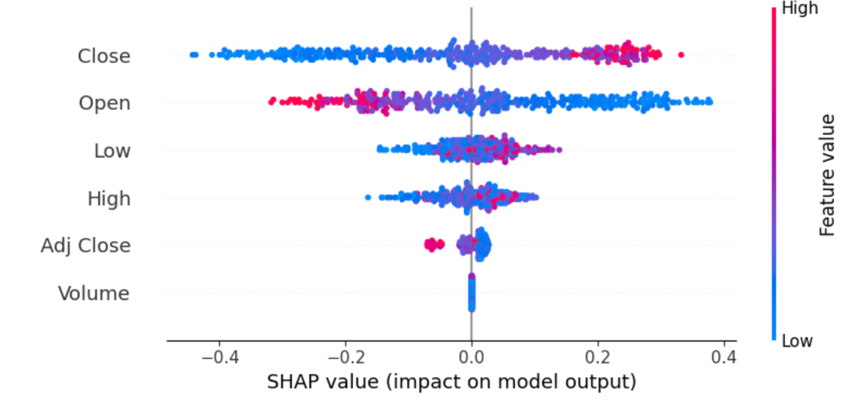 High
Close
Open
Low
High
Adj Close
Volume
Feature value
Low
−0.4 −0.2 0.0 0.2 0.4
SHAP value (impact on model output)